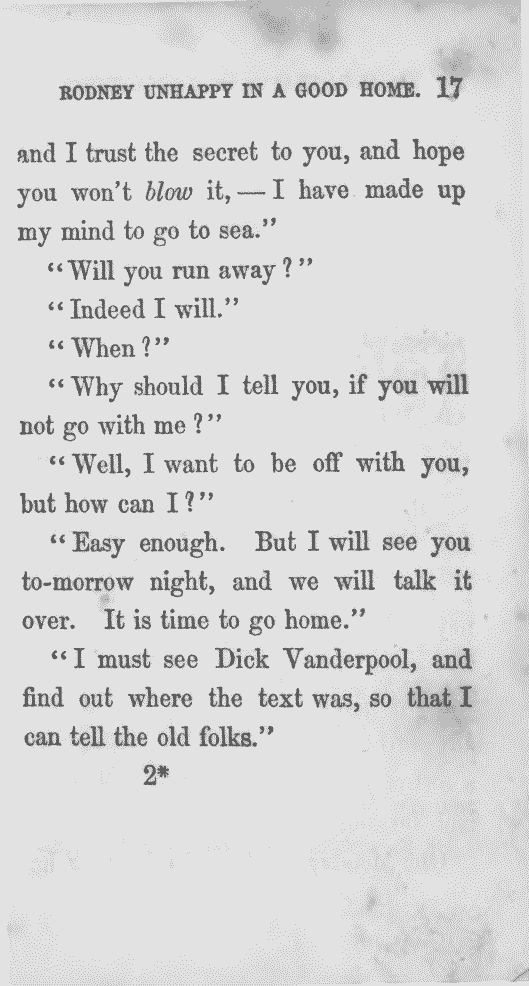 RODNEY UNHAPPY IN A GOOD HOME. 17
and I trust the secret to you, and hope
you won't blow it, — I have made up
my mind to go to sea."
"Will you run away?"
"Indeed I will."
"When?"
"Why should I tell you, if you will
not go with me?"
"Well, I want to be off with you,
but how can I?"
"Easy enough. But I will see you
to-morrow night, and we will talk it
over. It is time to go home."
"I must see Dick Vanderpool, and
find out where the text was, so that I
can tell the old folks."
2*